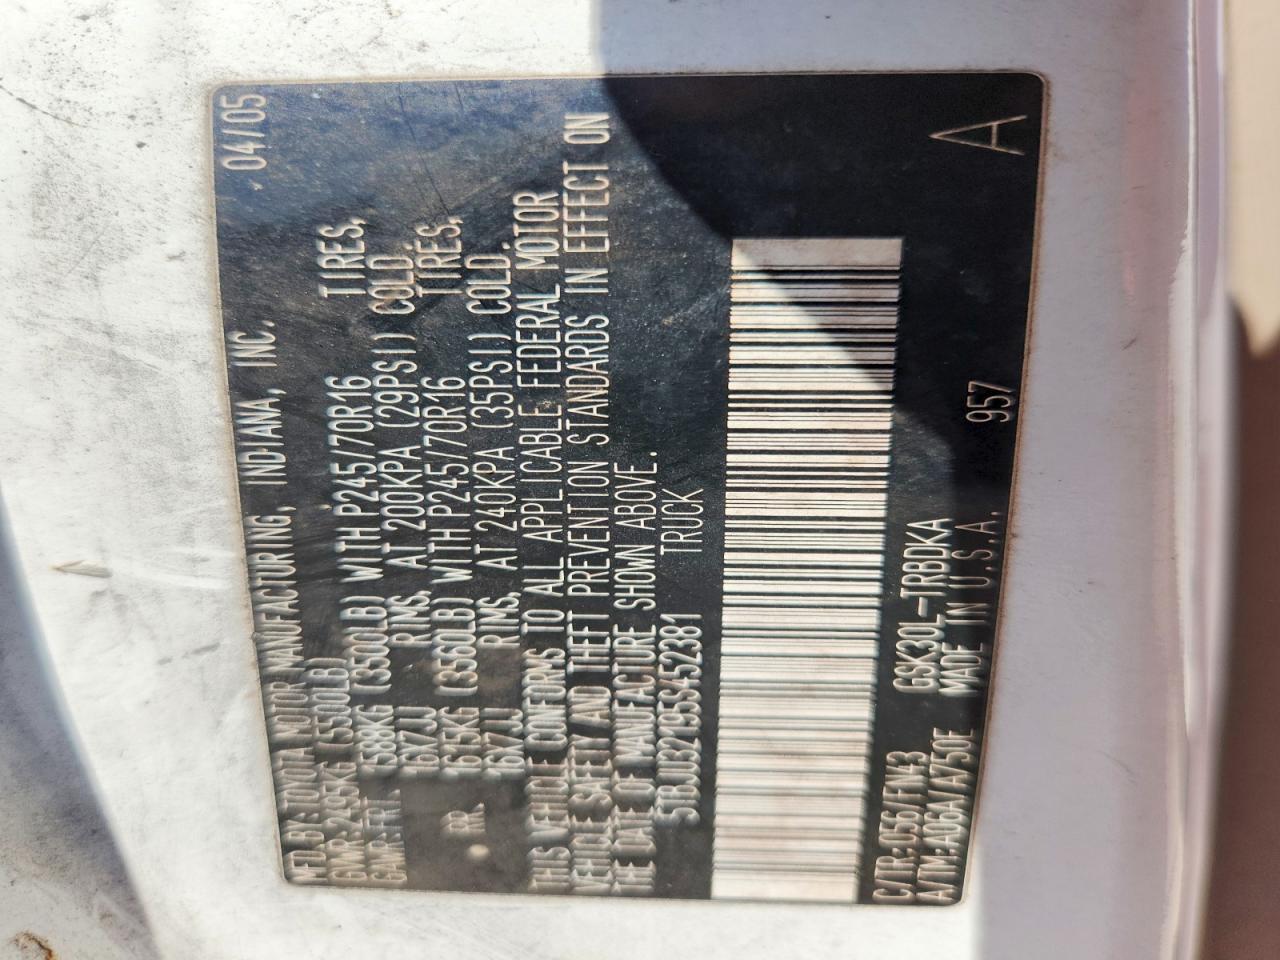 MFD BY: TOYOTA MOTOR MANUFACTURING, INDIANA, INC. 04/05
GVWR: 2495KG (5500LB)
GAWR: FRT 1588KG (3500LB) WITH P245/70R16 TIRES,
16X7JJ RIMS, AT 200KPA (29PSI) COLD.
RR 1615KG (3560LB) WITH P245/70R16 TIRES,
16X7JJ RIMS, AT 240KPA (35PSI) COLD.
THIS VEHICLE CONFORMS TO ALL APPLICABLE FEDERAL MOTOR
VEHICLE SAFETY AND THEFT PREVENTION STANDARDS IN EFFECT ON
THE DATE OF MANUFACTURE SHOWN ABOVE.
5TBJU32195S452381 TRUCK
C/TR: 056/FM43 GSK30L-TRBDKA 957 A
A/TM: A06A/A750E MADE IN U.S.A.